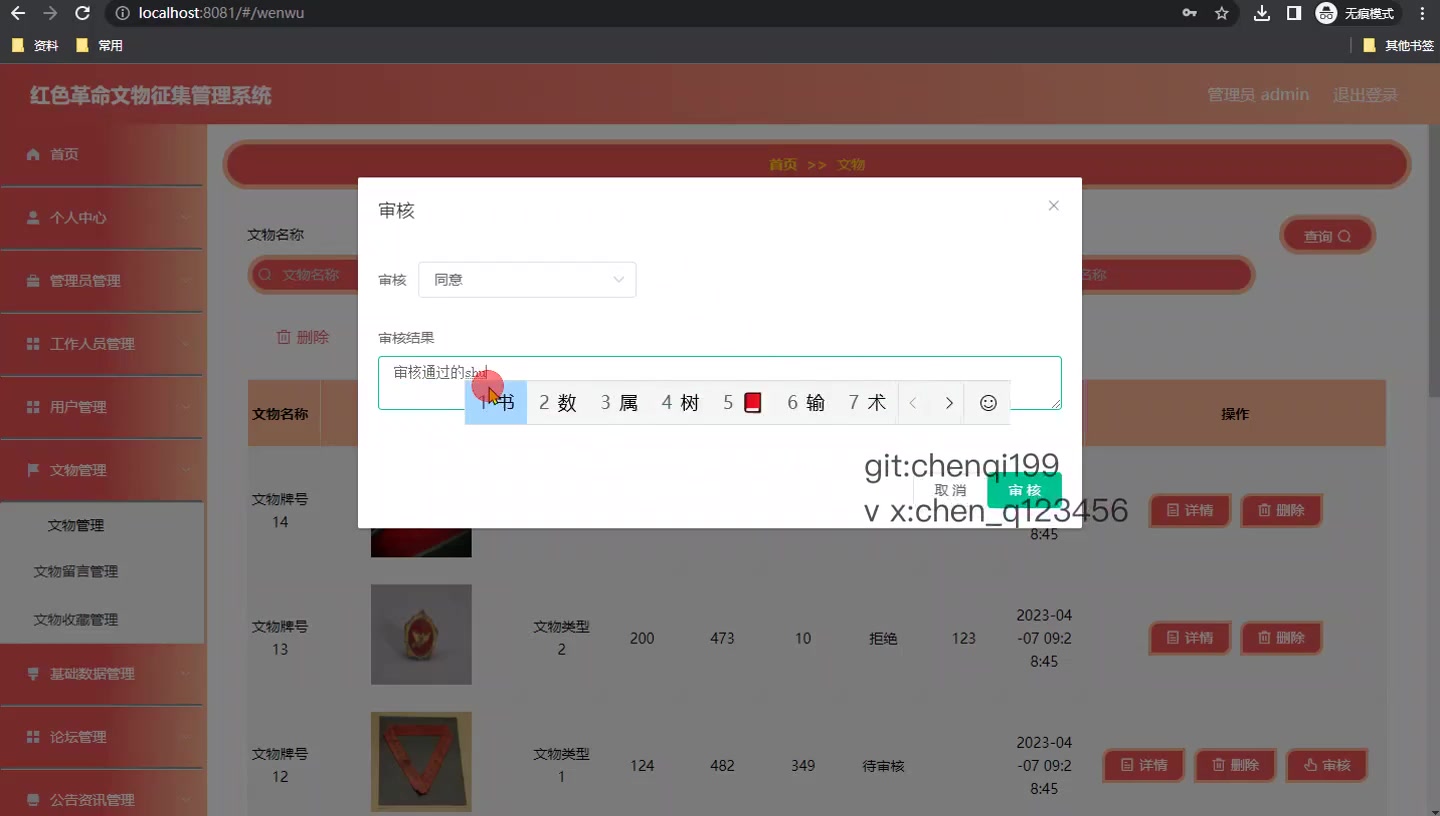 localhost:8081/#/wenwu
无痕模式
资料
常用
其他书签
红色革命文物征集管理系统
管理员 admin
退出登录
首页
个人中心
管理员管理
工作人员管理
用户管理
文物管理
文物管理
文物留言管理
文物收藏管理
基础数据管理
论坛管理
公告资讯管理
首页 >> 文物
文物名称
查询
文物名称
名称
删除
审核
审核 同意
审核结果
审核通过的shu
1 书 2 数 3 属 4 树 5 6 输 7 术
取 消
审 核
git:chenqi199
v x:chen_q123456
文物名称
操作
文物牌号
14
8:45
详情
删除
文物牌号
13
文物类型
2
200
473
10
拒绝
123
2023-04
-07 09:2
8:45
详情
删除
文物牌号
12
文物类型
1
124
482
349
待审核
2023-04
-07 09:2
8:45
详情
删除
审核